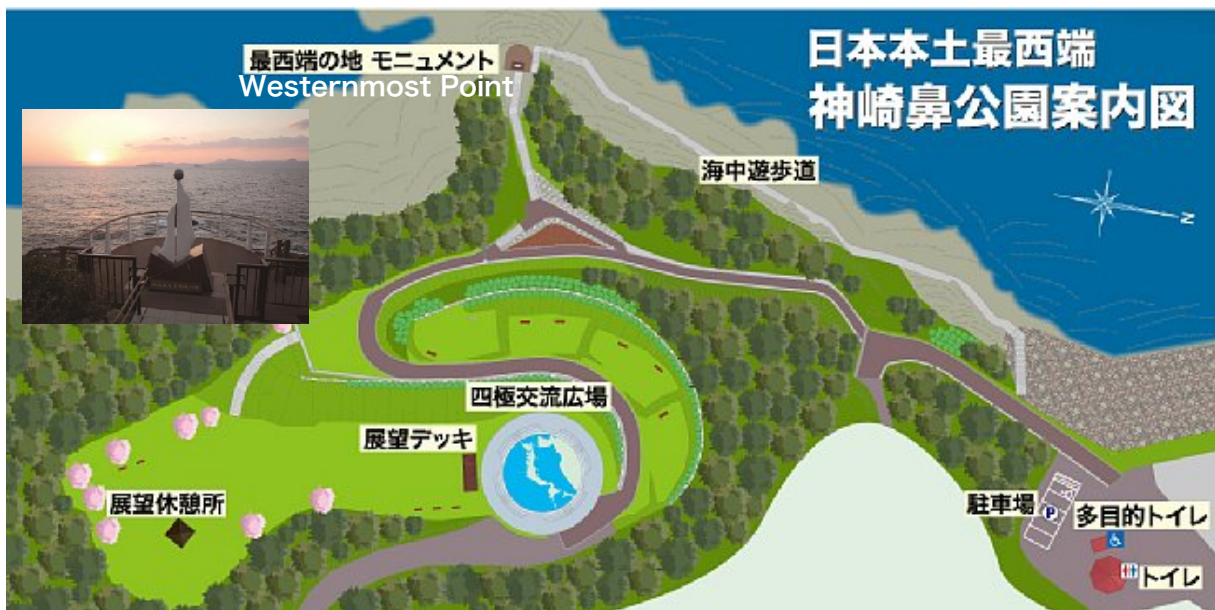 日本本土最西端
神崎鼻公園案内図
最西端の地 モニュメント
Westernmost Point
海中遊歩道
N
四極交流広場
展望デッキ
展望休憩所
駐車場
P
多目的トイレ
トイレ